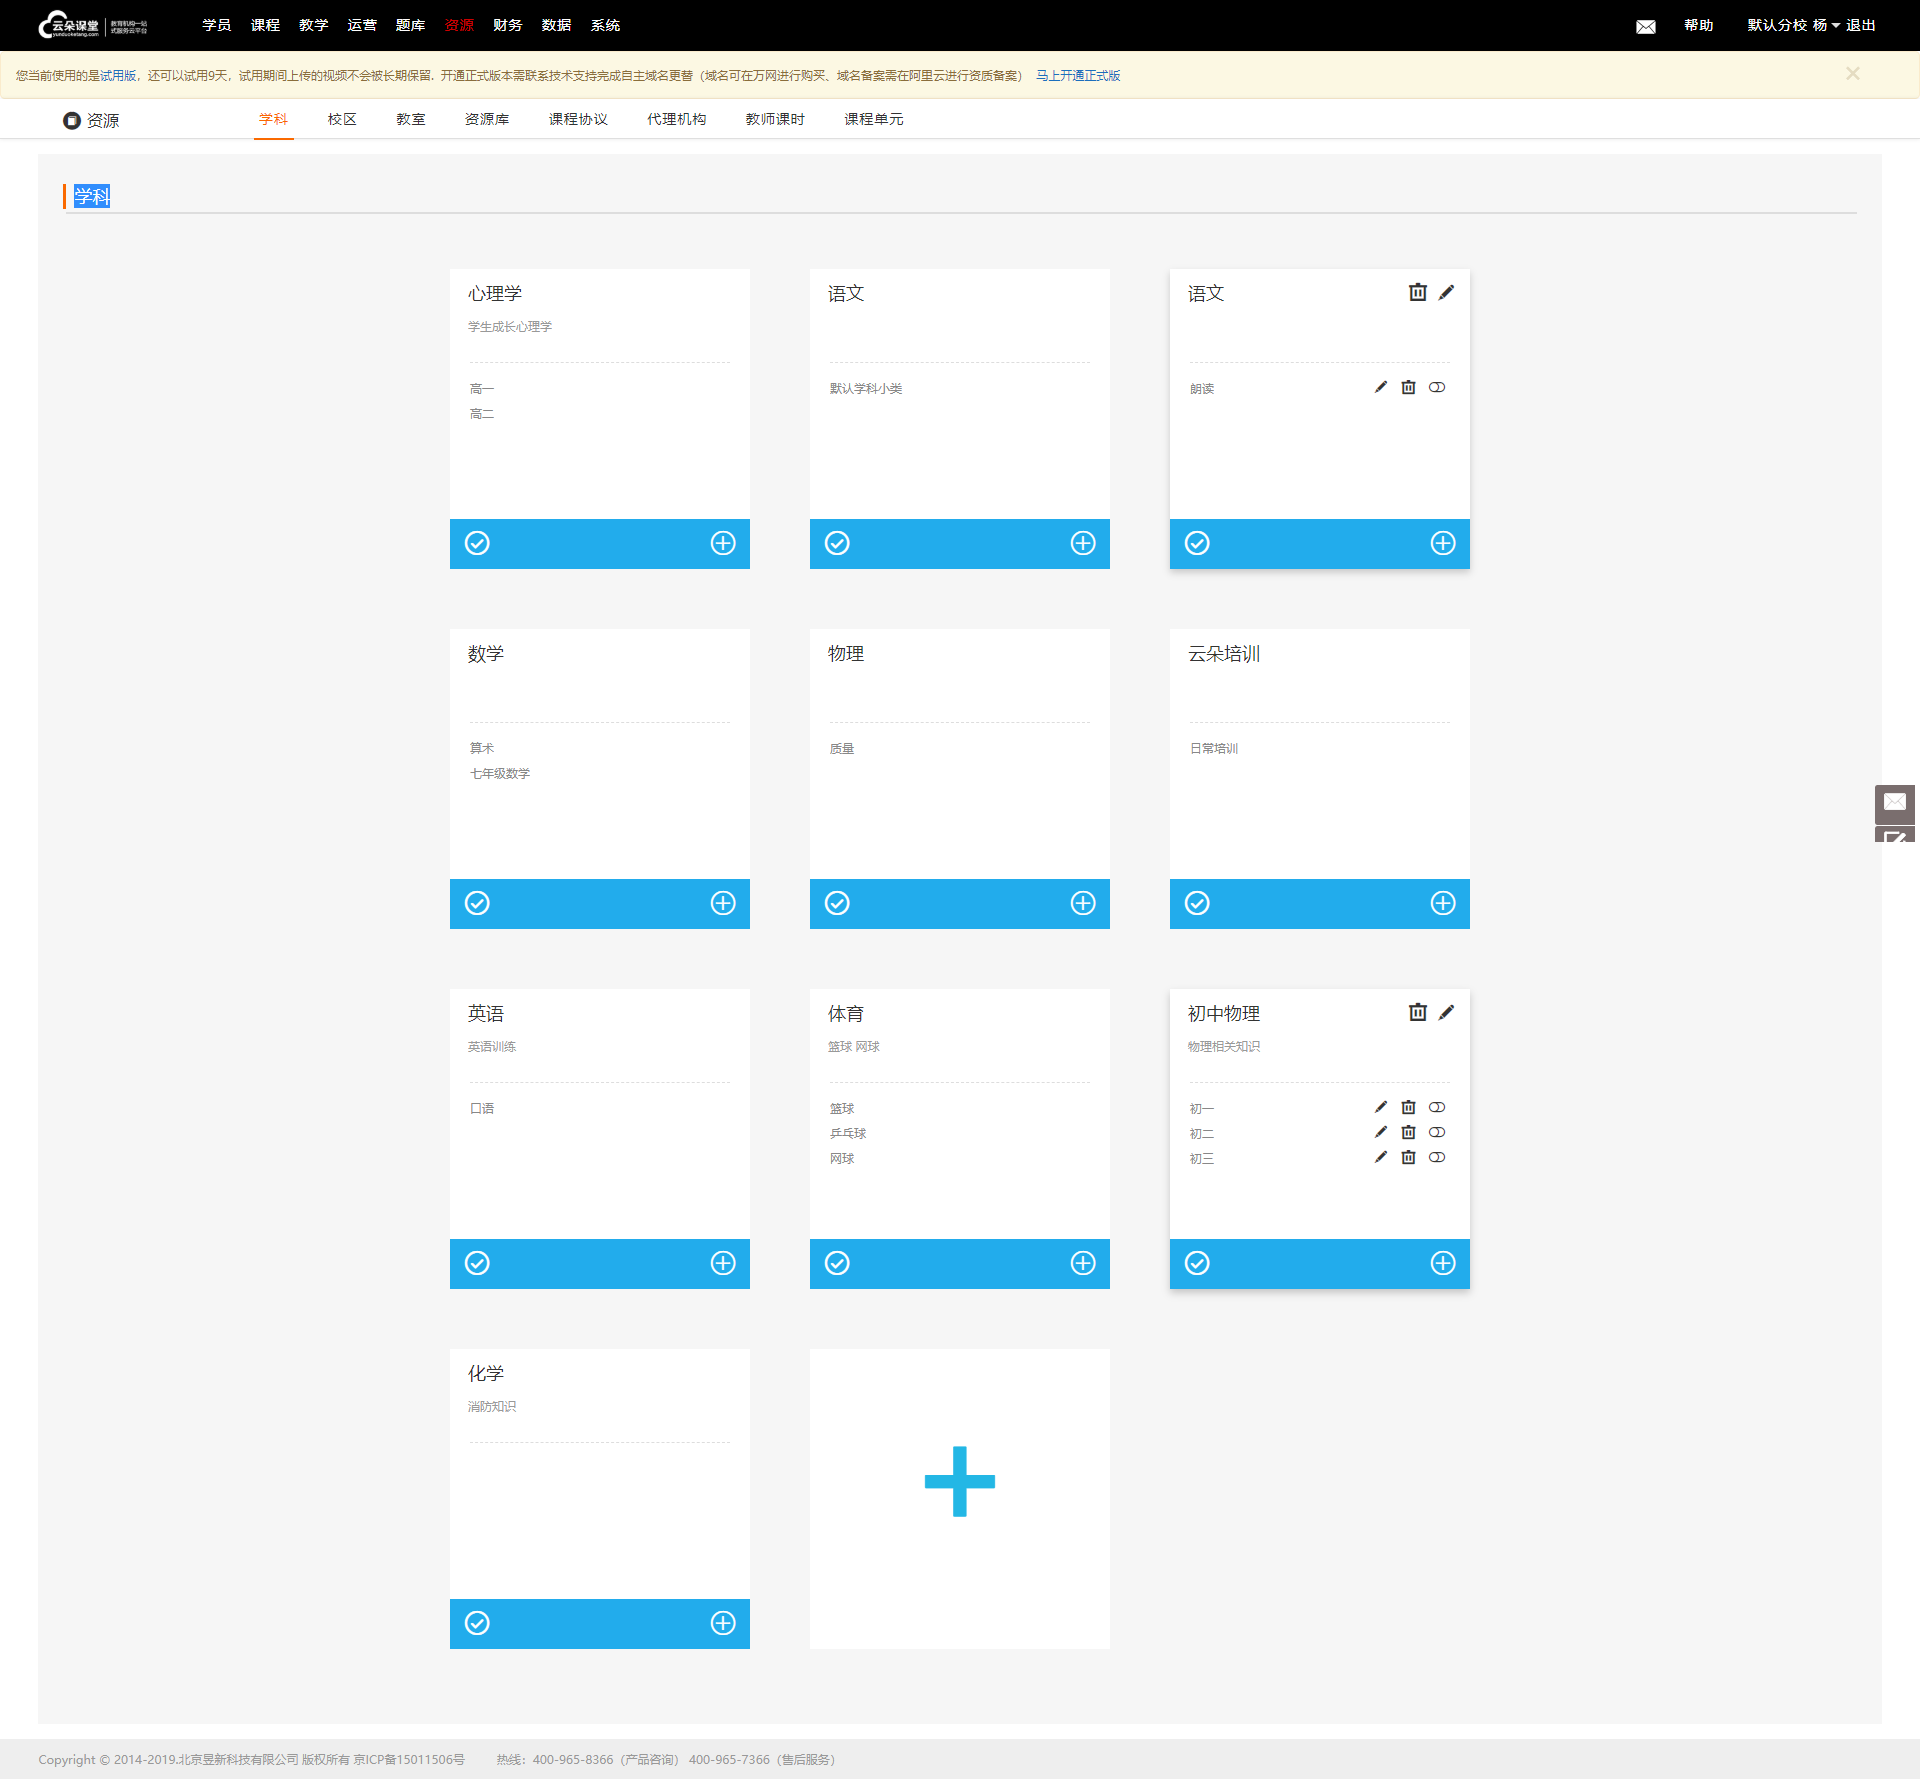 云朵课堂 yunduoketang.com 教育机构一站式服务云平台
学员 课程 教学 运营 题库 资源 财务 数据 系统 帮助 默认分校 杨 退出
您当前使用的是试用版，还可以试用9天，试用期间上传的视频不会被长期保留. 开通正式版本需联系技术支持完成自主域名更替（域名可在万网进行购买、域名备案需在阿里云进行资质备案） 马上开通正式版
资源 学科 校区 教室 资源库 课程协议 代理机构 教师课时 课程单元
学科
心理学
学生成长心理学
高一
高二
语文
默认学科小类
语文
朗读
数学
算术
七年级数学
物理
质量
云朵培训
日常培训
英语
英语训练
口语
体育
篮球 网球
篮球
乒乓球
网球
初中物理
物理相关知识
初一
初二
初三
化学
消防知识
Copyright © 2014-2019.北京昱新科技有限公司 版权所有 京ICP备15011506号 热线：400-965-8366（产品咨询） 400-965-7366（售后服务）